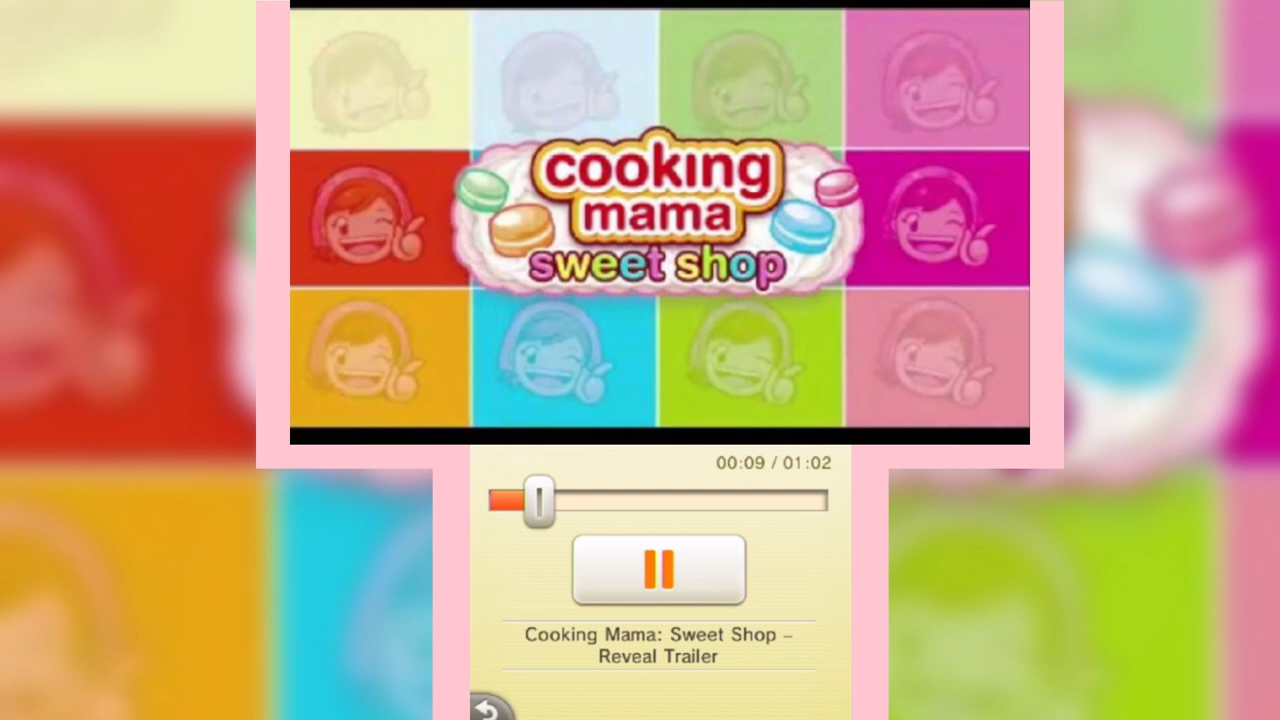 cooking
mama
sweet shop
00:09 / 01:02
Cooking Mama: Sweet Shop –
Reveal Trailer